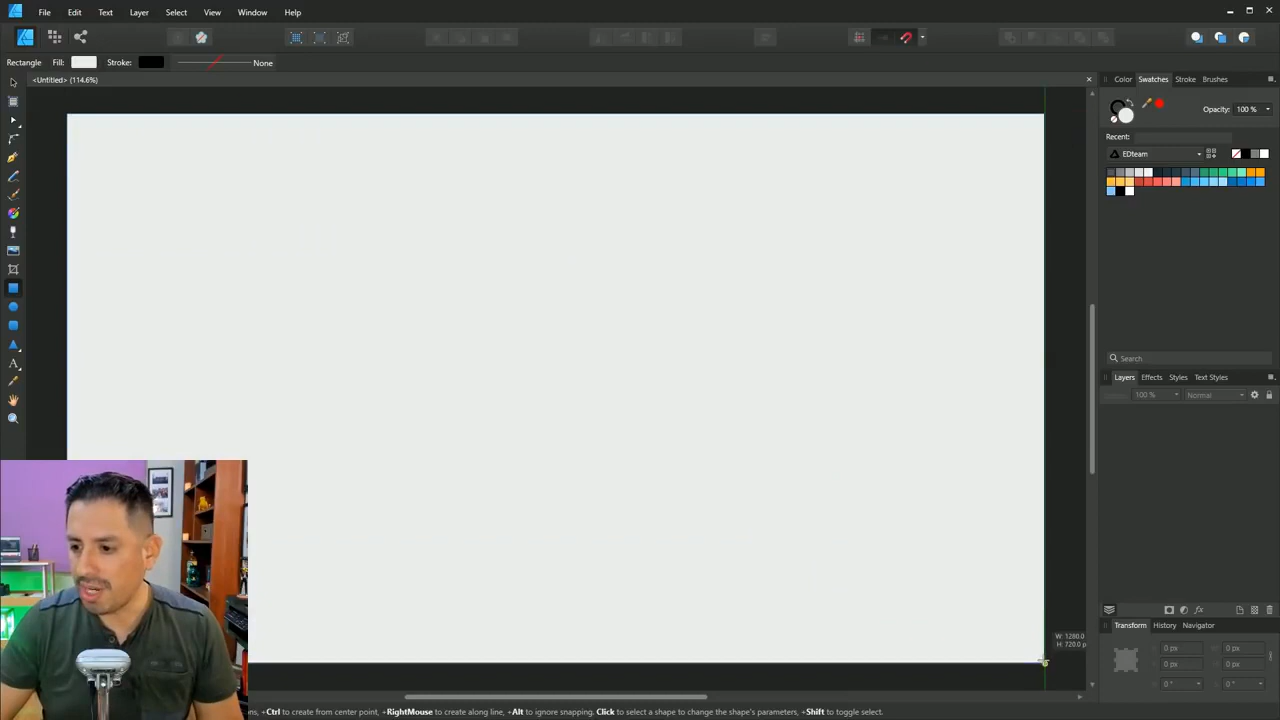 File Edit Text Layer Select View Window Help
Rectangle Fill: Stroke: None
<Untitled> (114.6%)
Color Swatches Stroke Brushes
Opacity: 100 %
Recent:
EDteam
Search
Layers Effects Styles Text Styles
100 % Normal
Transform History Navigator
W: 1280.0
H: 720.0 p
0 px 0 px
0 px 0 px
0 ° 0 °
ons, +Ctrl to create from center point, +RightMouse to create along line, +Alt to ignore snapping. Click to select a shape to change the shape's parameters, +Shift to toggle select.